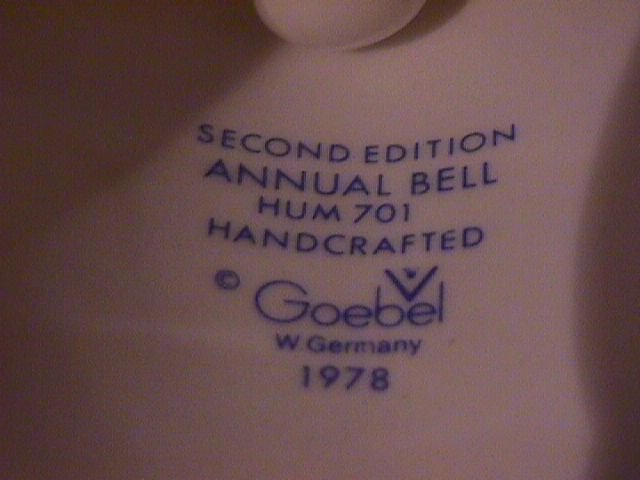 SECOND EDITION
ANNUAL BELL
HUM 701
HANDCRAFTED
© Goebel
W. Germany
1978